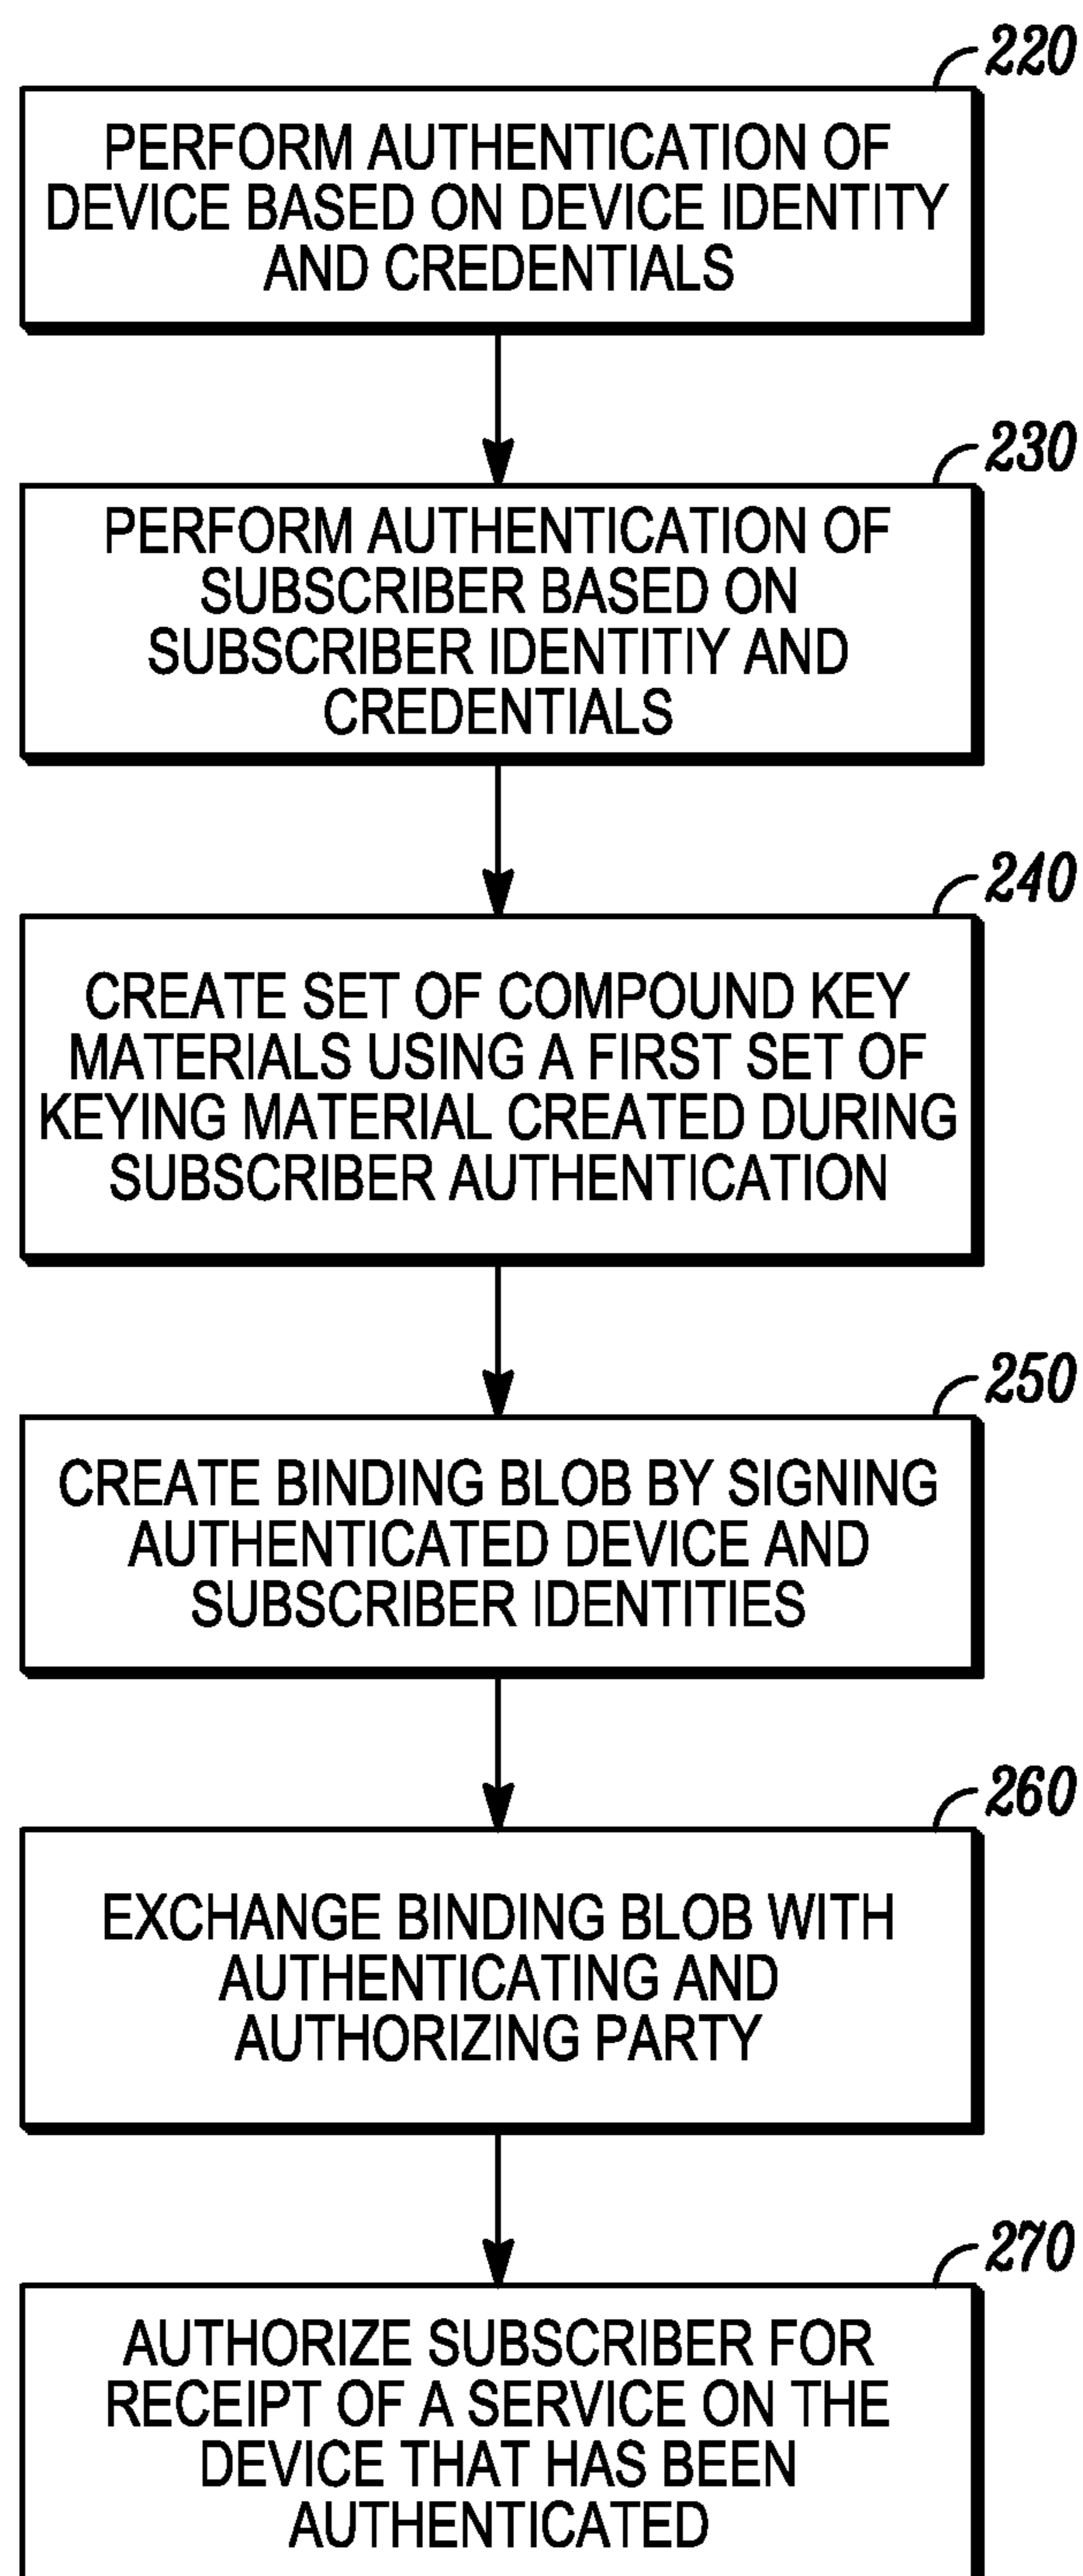 220
PERFORM AUTHENTICATION OF
DEVICE BASED ON DEVICE IDENTITY
AND CREDENTIALS
230
PERFORM AUTHENTICATION OF
SUBSCRIBER BASED ON
SUBSCRIBER IDENTITIY AND
CREDENTIALS
240
CREATE SET OF COMPOUND KEY
MATERIALS USING A FIRST SET OF
KEYING MATERIAL CREATED DURING
SUBSCRIBER AUTHENTICATION
250
CREATE BINDING BLOB BY SIGNING
AUTHENTICATED DEVICE AND
SUBSCRIBER IDENTITIES
260
EXCHANGE BINDING BLOB WITH
AUTHENTICATING AND
AUTHORIZING PARTY
270
AUTHORIZE SUBSCRIBER FOR
RECEIPT OF A SERVICE ON THE
DEVICE THAT HAS BEEN
AUTHENTICATED